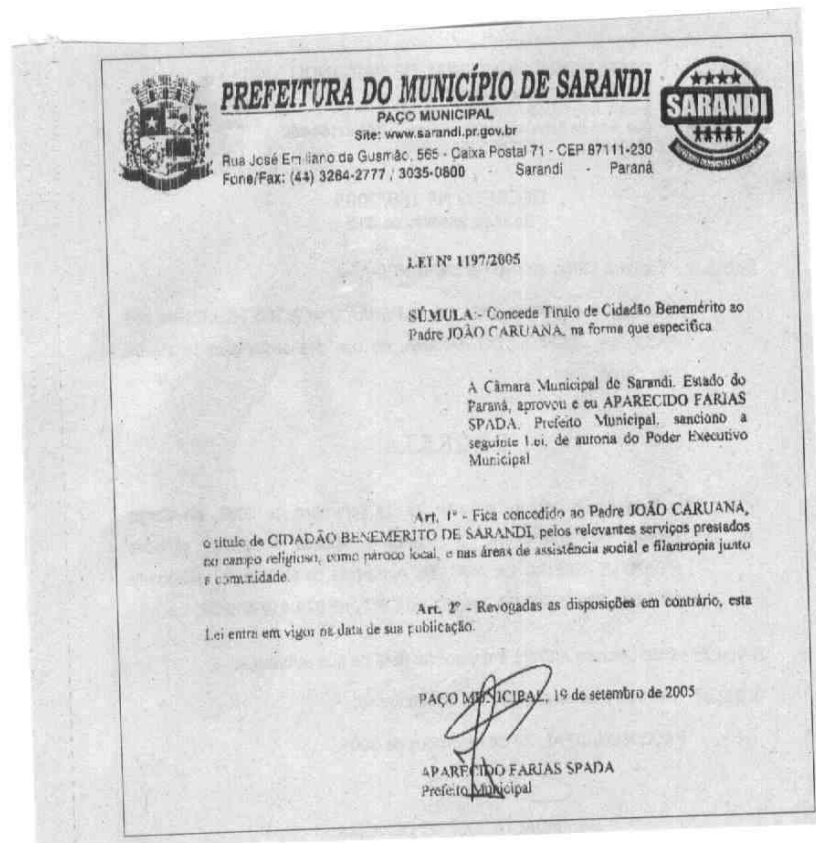 PREFEITURA DO MUNICÍPIO DE SARANDI
PAÇO MUNICIPAL
Site: www.sarandi.pr.gov.br
Rua José Emiliano de Gusmão, 565 - Caixa Postal 71 - CEP 87111-230
Fone/Fax: (44) 3264-2777 / 3035-0800 - Sarandi - Paraná
SARANDI
LEI Nº 1197/2005
SÚMULA:- Concede Título de Cidadão Benemérito ao
Padre JOÃO CARUANA, na forma que especifica
A Câmara Municipal de Sarandi, Estado do
Paraná, aprovou e eu APARECIDO FARIAS
SPADA, Prefeito Municipal, sanciono a
seguinte Lei, de autoria do Poder Executivo
Municipal
Art. 1º - Fica concedido ao Padre JOÃO CARUANA,
o título de CIDADÃO BENEMERITO DE SARANDI, pelos relevantes serviços prestados
no campo religioso, como pároco local, e nas áreas de assistência social e filantropia junto
a comunidade.
Art. 2º - Revogadas as disposições em contrário, esta
Lei entra em vigor na data de sua publicação.
PAÇO MUNICIPAL, 19 de setembro de 2005
APARECIDO FARIAS SPADA
Prefeito Municipal